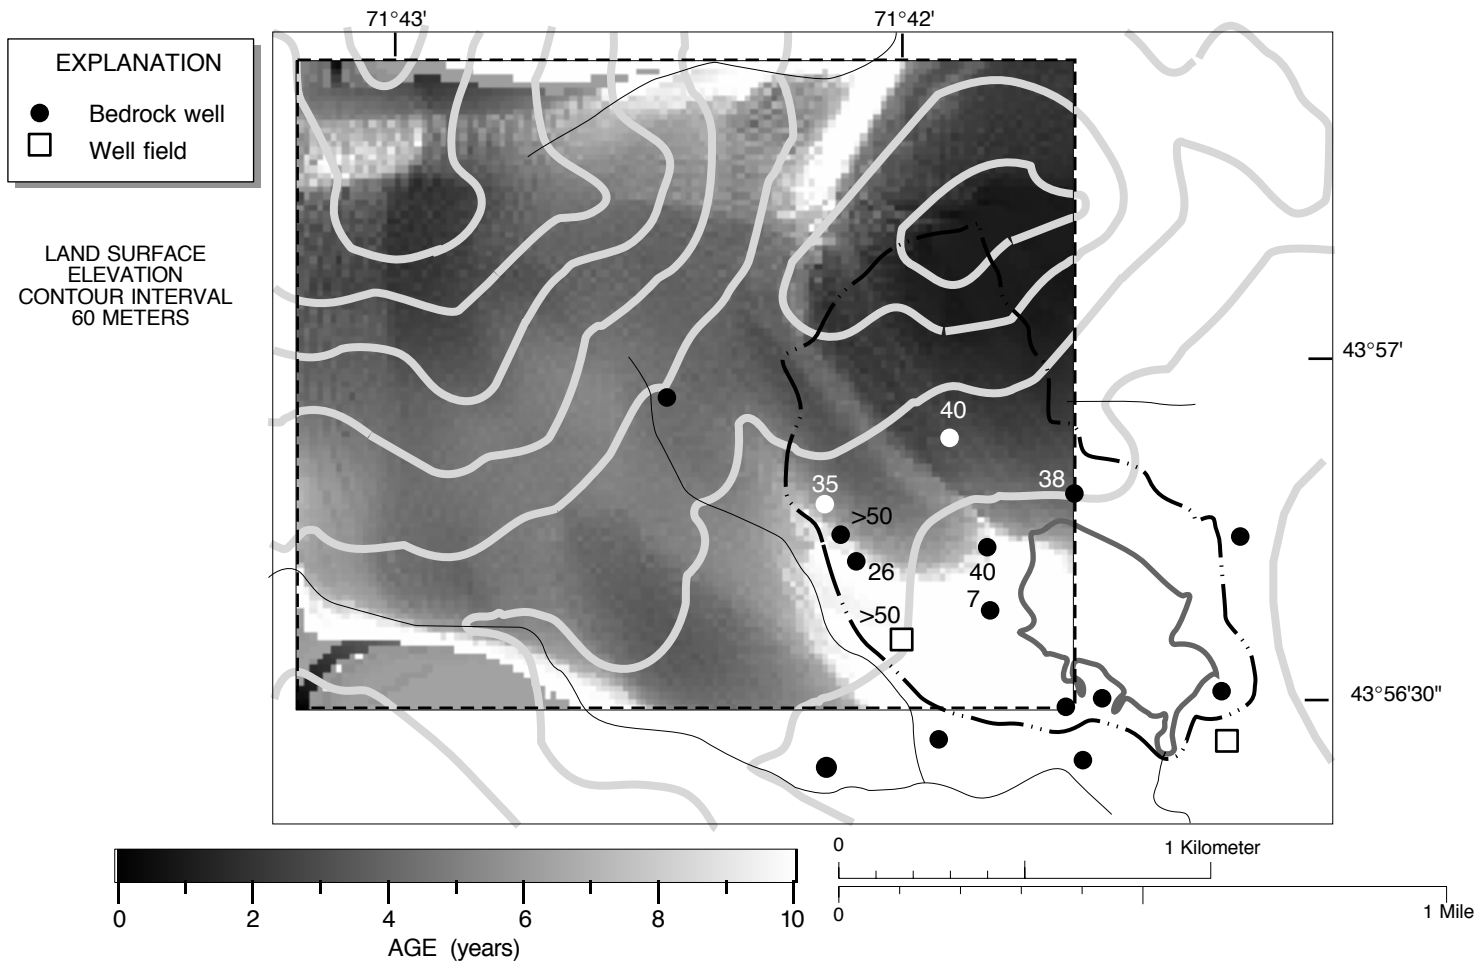 71°43'
71°42'
EXPLANATION
Bedrock well
Well field
LAND SURFACE
ELEVATION
CONTOUR INTERVAL
60 METERS
43°57'
40
38
35
>50
26
40
7
>50
43°56'30"
0
1 Kilometer
0
1 Mile
0
2
4
6
8
10
AGE (years)